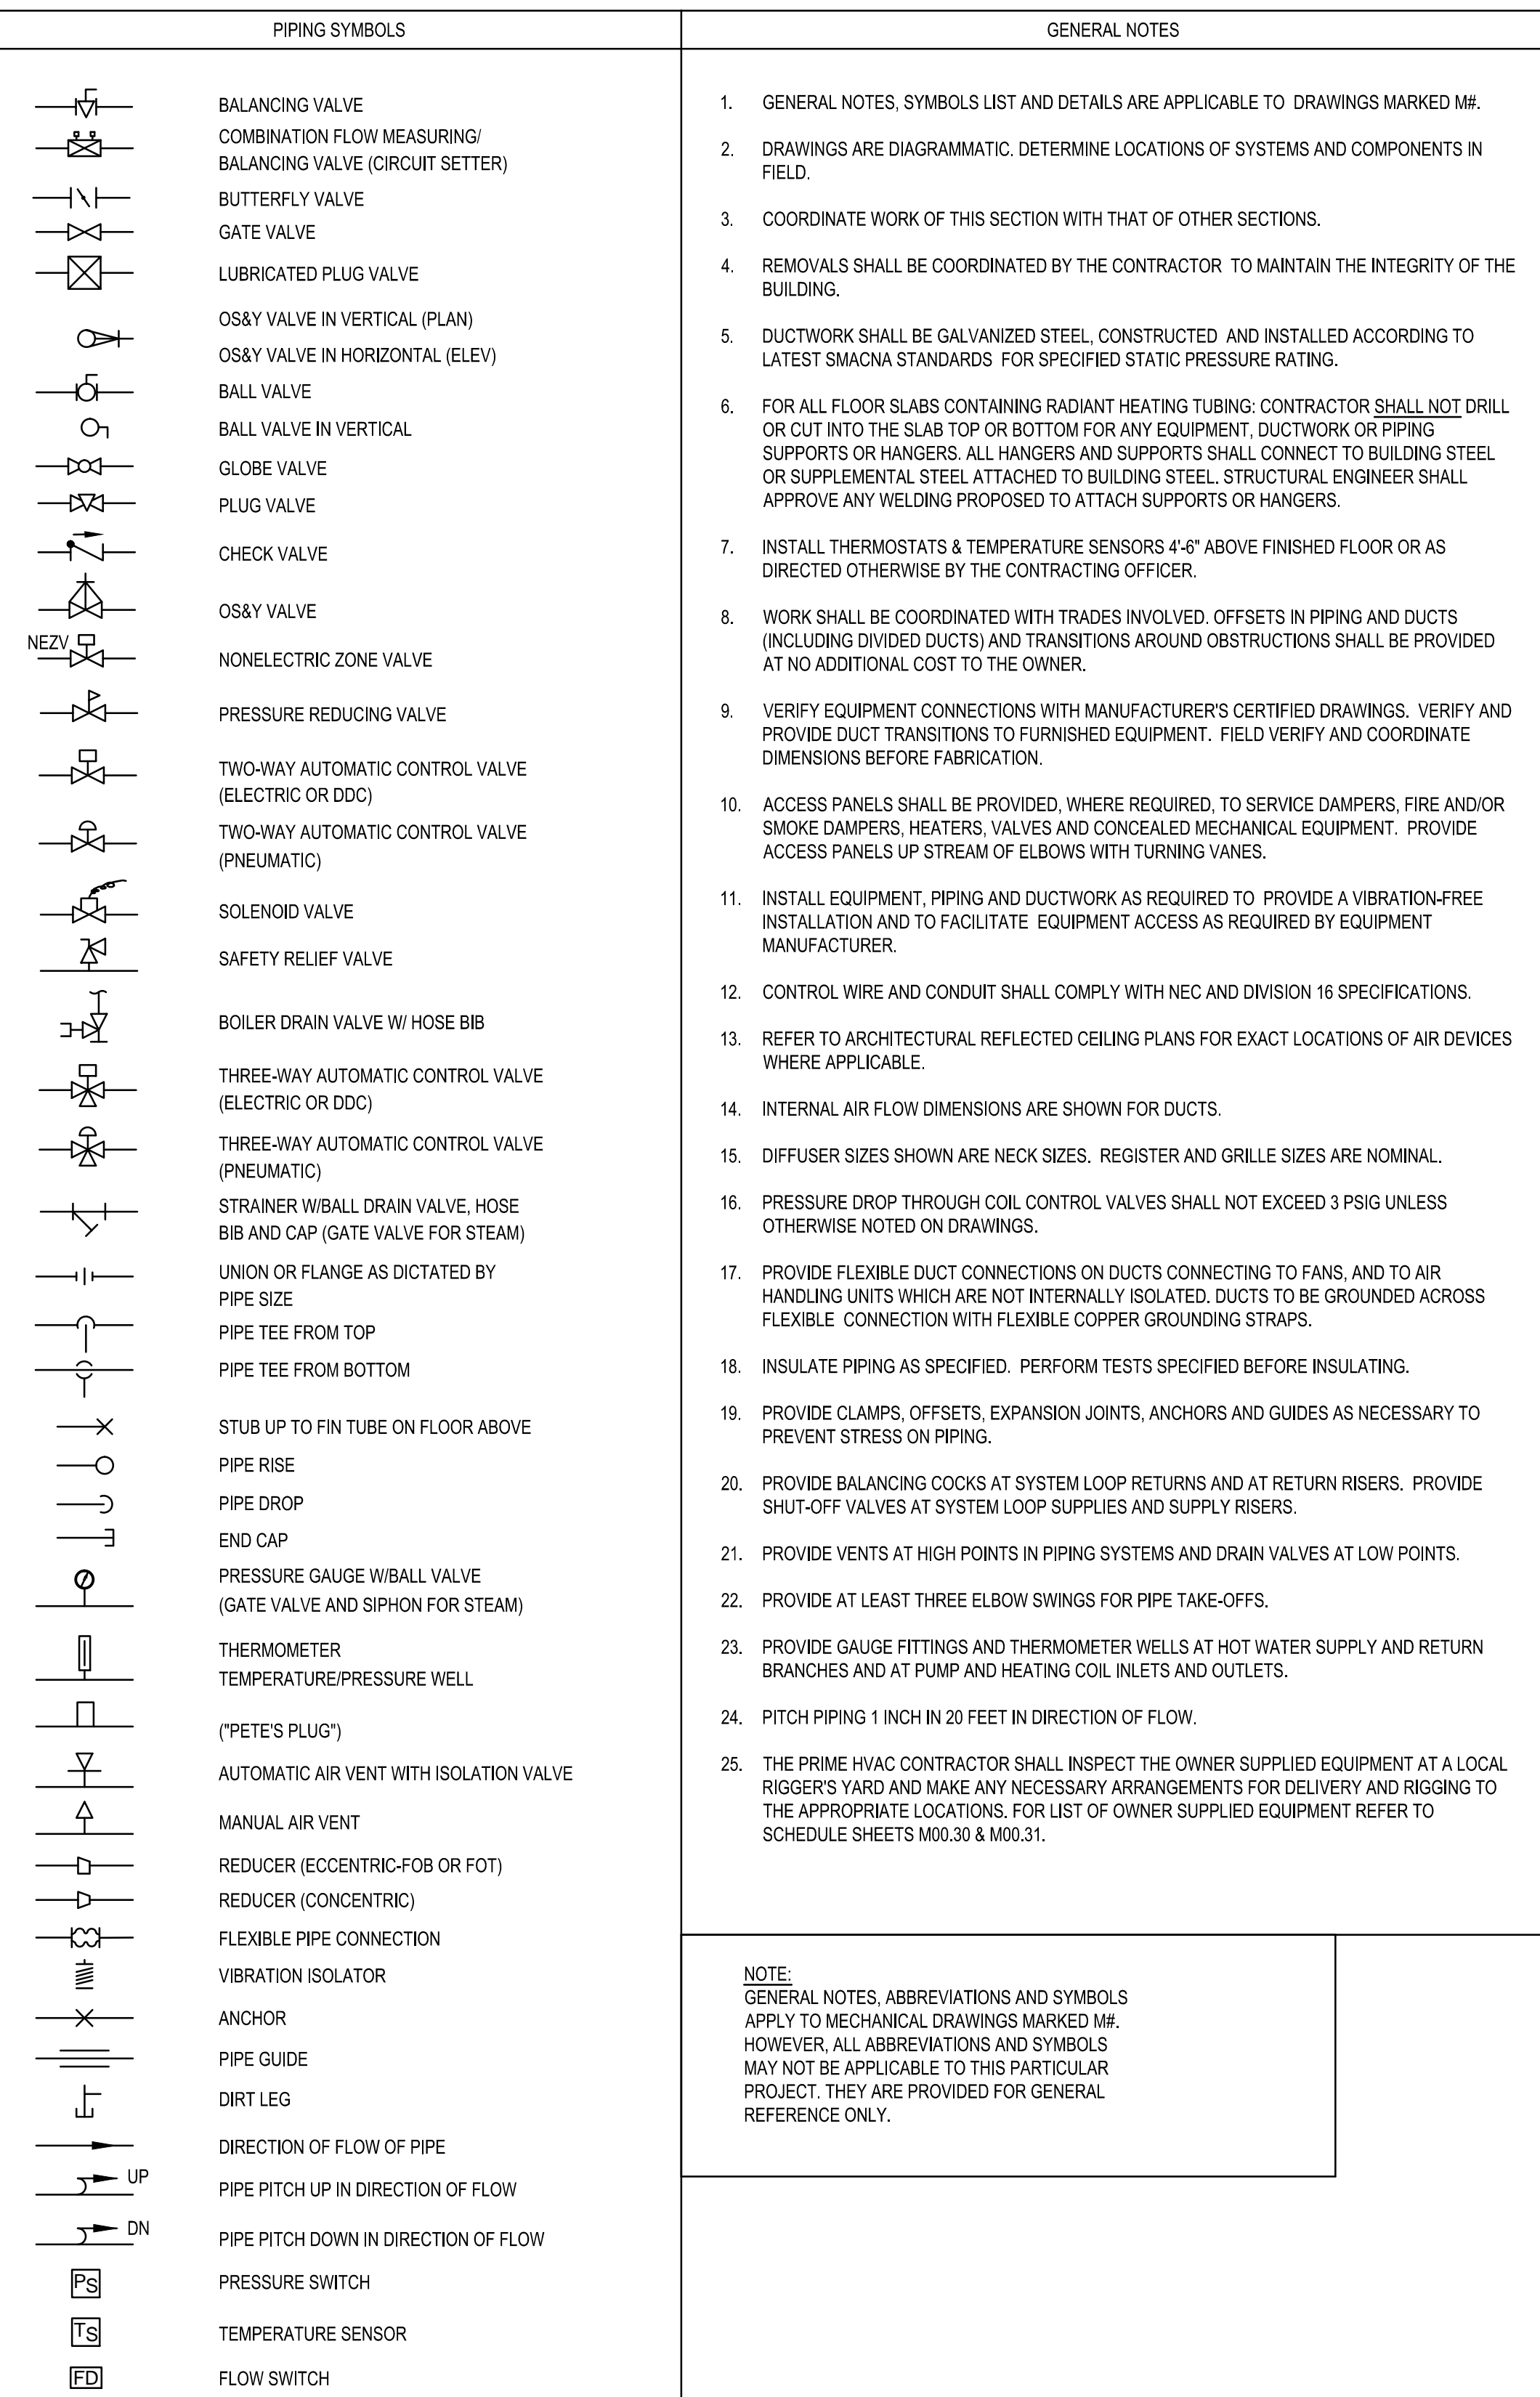 PIPING SYMBOLS
BALANCING VALVE
COMBINATION FLOW MEASURING/
BALANCING VALVE (CIRCUIT SETTER)
BUTTERFLY VALVE
GATE VALVE
LUBRICATED PLUG VALVE
OS&Y VALVE IN VERTICAL (PLAN)
OS&Y VALVE IN HORIZONTAL (ELEV)
BALL VALVE
BALL VALVE IN VERTICAL
GLOBE VALVE
PLUG VALVE
CHECK VALVE
OS&Y VALVE
NEZV
NONELECTRIC ZONE VALVE
PRESSURE REDUCING VALVE
TWO-WAY AUTOMATIC CONTROL VALVE
(ELECTRIC OR DDC)
TWO-WAY AUTOMATIC CONTROL VALVE
(PNEUMATIC)
SOLENOID VALVE
SAFETY RELIEF VALVE
BOILER DRAIN VALVE W/ HOSE BIB
THREE-WAY AUTOMATIC CONTROL VALVE
(ELECTRIC OR DDC)
THREE-WAY AUTOMATIC CONTROL VALVE
(PNEUMATIC)
STRAINER W/BALL DRAIN VALVE, HOSE
BIB AND CAP (GATE VALVE FOR STEAM)
UNION OR FLANGE AS DICTATED BY
PIPE SIZE
PIPE TEE FROM TOP
PIPE TEE FROM BOTTOM
STUB UP TO FIN TUBE ON FLOOR ABOVE
PIPE RISE
PIPE DROP
END CAP
PRESSURE GAUGE W/BALL VALVE
(GATE VALVE AND SIPHON FOR STEAM)
THERMOMETER
TEMPERATURE/PRESSURE WELL
("PETE'S PLUG")
AUTOMATIC AIR VENT WITH ISOLATION VALVE
MANUAL AIR VENT
REDUCER (ECCENTRIC-FOB OR FOT)
REDUCER (CONCENTRIC)
FLEXIBLE PIPE CONNECTION
VIBRATION ISOLATOR
ANCHOR
PIPE GUIDE
DIRT LEG
DIRECTION OF FLOW OF PIPE
UP
PIPE PITCH UP IN DIRECTION OF FLOW
DN
PIPE PITCH DOWN IN DIRECTION OF FLOW
PS
PRESSURE SWITCH
TS
TEMPERATURE SENSOR
FD
FLOW SWITCH
GENERAL NOTES
1. GENERAL NOTES, SYMBOLS LIST AND DETAILS ARE APPLICABLE TO DRAWINGS MARKED M#.
2. DRAWINGS ARE DIAGRAMMATIC. DETERMINE LOCATIONS OF SYSTEMS AND COMPONENTS IN
FIELD.
3. COORDINATE WORK OF THIS SECTION WITH THAT OF OTHER SECTIONS.
4. REMOVALS SHALL BE COORDINATED BY THE CONTRACTOR TO MAINTAIN THE INTEGRITY OF THE
BUILDING.
5. DUCTWORK SHALL BE GALVANIZED STEEL, CONSTRUCTED AND INSTALLED ACCORDING TO
LATEST SMACNA STANDARDS FOR SPECIFIED STATIC PRESSURE RATING.
6. FOR ALL FLOOR SLABS CONTAINING RADIANT HEATING TUBING: CONTRACTOR SHALL NOT DRILL
OR CUT INTO THE SLAB TOP OR BOTTOM FOR ANY EQUIPMENT, DUCTWORK OR PIPING
SUPPORTS OR HANGERS. ALL HANGERS AND SUPPORTS SHALL CONNECT TO BUILDING STEEL
OR SUPPLEMENTAL STEEL ATTACHED TO BUILDING STEEL. STRUCTURAL ENGINEER SHALL
APPROVE ANY WELDING PROPOSED TO ATTACH SUPPORTS OR HANGERS.
7. INSTALL THERMOSTATS & TEMPERATURE SENSORS 4'-6" ABOVE FINISHED FLOOR OR AS
DIRECTED OTHERWISE BY THE CONTRACTING OFFICER.
8. WORK SHALL BE COORDINATED WITH TRADES INVOLVED. OFFSETS IN PIPING AND DUCTS
(INCLUDING DIVIDED DUCTS) AND TRANSITIONS AROUND OBSTRUCTIONS SHALL BE PROVIDED
AT NO ADDITIONAL COST TO THE OWNER.
9. VERIFY EQUIPMENT CONNECTIONS WITH MANUFACTURER'S CERTIFIED DRAWINGS. VERIFY AND
PROVIDE DUCT TRANSITIONS TO FURNISHED EQUIPMENT. FIELD VERIFY AND COORDINATE
DIMENSIONS BEFORE FABRICATION.
10. ACCESS PANELS SHALL BE PROVIDED, WHERE REQUIRED, TO SERVICE DAMPERS, FIRE AND/OR
SMOKE DAMPERS, HEATERS, VALVES AND CONCEALED MECHANICAL EQUIPMENT. PROVIDE
ACCESS PANELS UP STREAM OF ELBOWS WITH TURNING VANES.
11. INSTALL EQUIPMENT, PIPING AND DUCTWORK AS REQUIRED TO PROVIDE A VIBRATION-FREE
INSTALLATION AND TO FACILITATE EQUIPMENT ACCESS AS REQUIRED BY EQUIPMENT
MANUFACTURER.
12. CONTROL WIRE AND CONDUIT SHALL COMPLY WITH NEC AND DIVISION 16 SPECIFICATIONS.
13. REFER TO ARCHITECTURAL REFLECTED CEILING PLANS FOR EXACT LOCATIONS OF AIR DEVICES
WHERE APPLICABLE.
14. INTERNAL AIR FLOW DIMENSIONS ARE SHOWN FOR DUCTS.
15. DIFFUSER SIZES SHOWN ARE NECK SIZES. REGISTER AND GRILLE SIZES ARE NOMINAL.
16. PRESSURE DROP THROUGH COIL CONTROL VALVES SHALL NOT EXCEED 3 PSIG UNLESS
OTHERWISE NOTED ON DRAWINGS.
17. PROVIDE FLEXIBLE DUCT CONNECTIONS ON DUCTS CONNECTING TO FANS, AND TO AIR
HANDLING UNITS WHICH ARE NOT INTERNALLY ISOLATED. DUCTS TO BE GROUNDED ACROSS
FLEXIBLE CONNECTION WITH FLEXIBLE COPPER GROUNDING STRAPS.
18. INSULATE PIPING AS SPECIFIED. PERFORM TESTS SPECIFIED BEFORE INSULATING.
19. PROVIDE CLAMPS, OFFSETS, EXPANSION JOINTS, ANCHORS AND GUIDES AS NECESSARY TO
PREVENT STRESS ON PIPING.
20. PROVIDE BALANCING COCKS AT SYSTEM LOOP RETURNS AND AT RETURN RISERS. PROVIDE
SHUT-OFF VALVES AT SYSTEM LOOP SUPPLIES AND SUPPLY RISERS.
21. PROVIDE VENTS AT HIGH POINTS IN PIPING SYSTEMS AND DRAIN VALVES AT LOW POINTS.
22. PROVIDE AT LEAST THREE ELBOW SWINGS FOR PIPE TAKE-OFFS.
23. PROVIDE GAUGE FITTINGS AND THERMOMETER WELLS AT HOT WATER SUPPLY AND RETURN
BRANCHES AND AT PUMP AND HEATING COIL INLETS AND OUTLETS.
24. PITCH PIPING 1 INCH IN 20 FEET IN DIRECTION OF FLOW.
25. THE PRIME HVAC CONTRACTOR SHALL INSPECT THE OWNER SUPPLIED EQUIPMENT AT A LOCAL
RIGGER'S YARD AND MAKE ANY NECESSARY ARRANGEMENTS FOR DELIVERY AND RIGGING TO
THE APPROPRIATE LOCATIONS. FOR LIST OF OWNER SUPPLIED EQUIPMENT REFER TO
SCHEDULE SHEETS M00.30 & M00.31.
NOTE:
GENERAL NOTES, ABBREVIATIONS AND SYMBOLS
APPLY TO MECHANICAL DRAWINGS MARKED M#.
HOWEVER, ALL ABBREVIATIONS AND SYMBOLS
MAY NOT BE APPLICABLE TO THIS PARTICULAR
PROJECT. THEY ARE PROVIDED FOR GENERAL
REFERENCE ONLY.